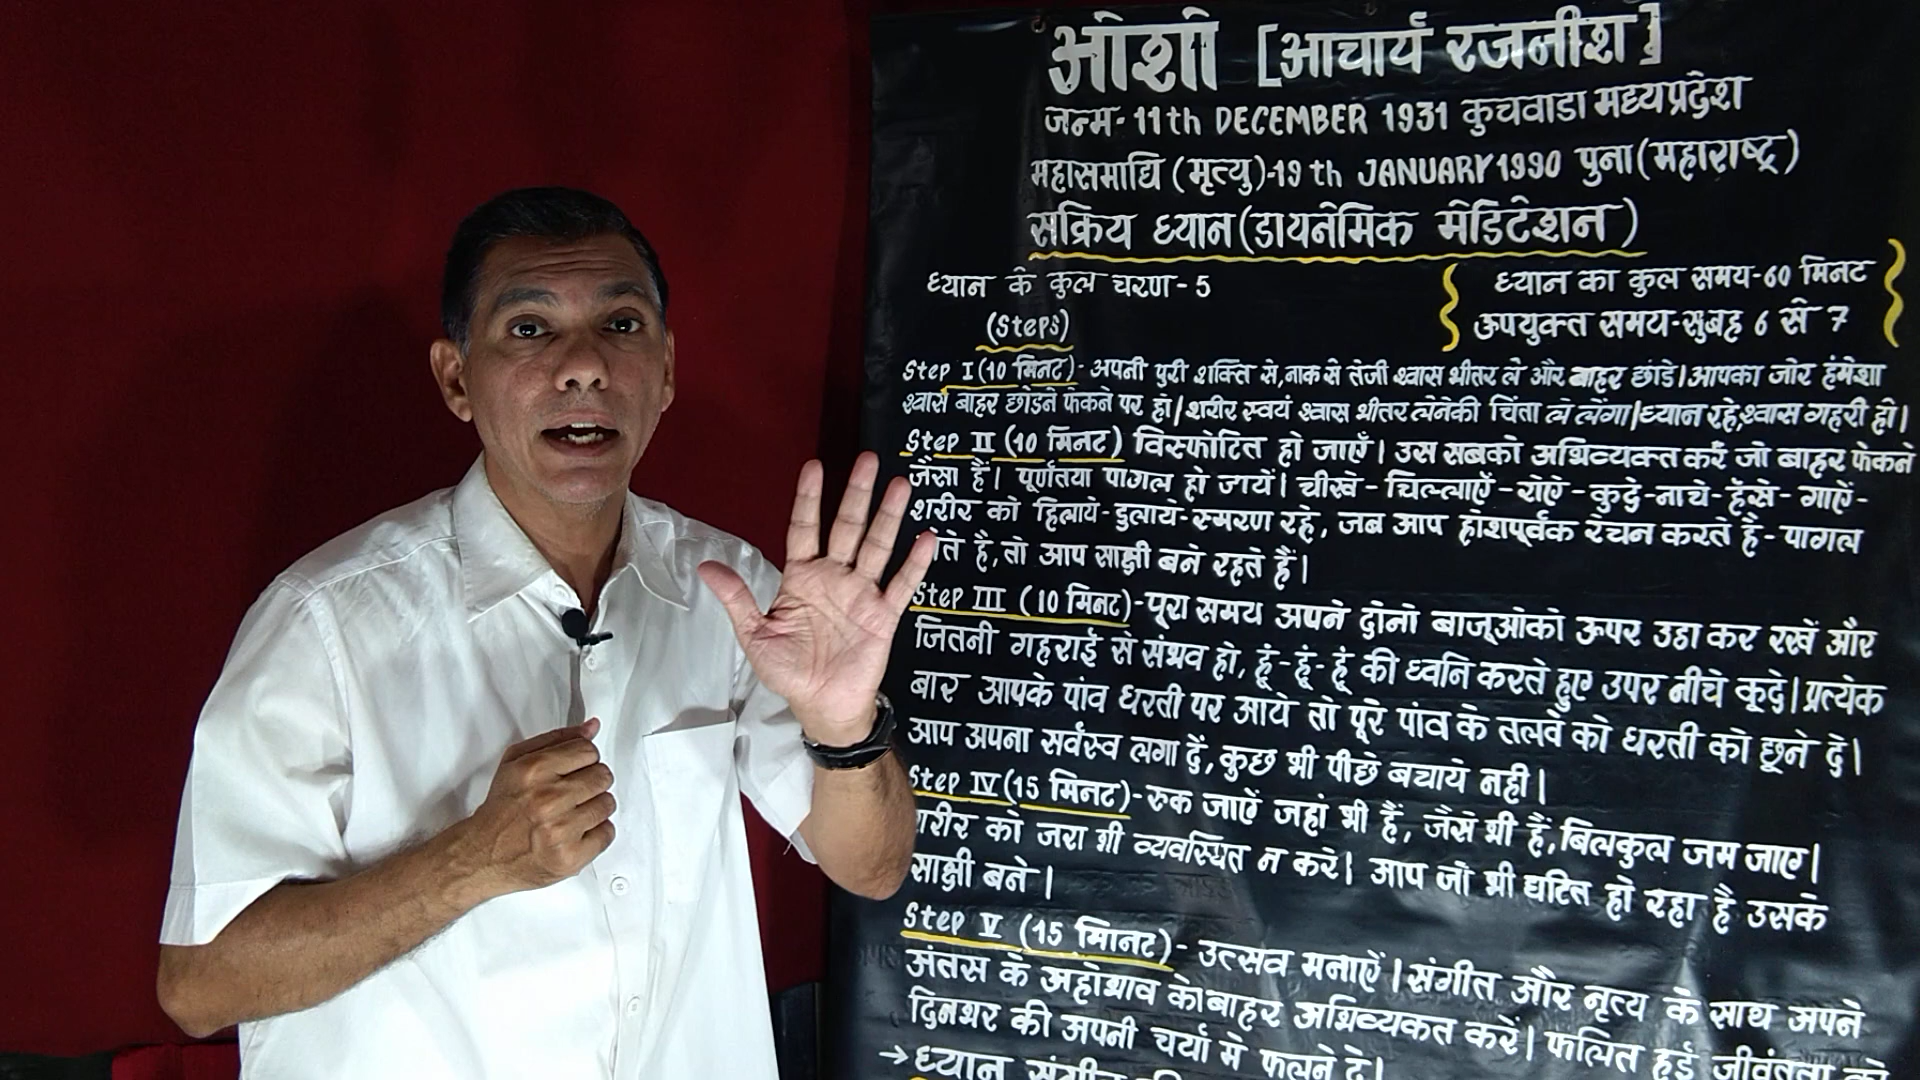 ओशो [आचार्य रजनीश]
जन्म- 11th DECEMBER 1931 कुचवाडा मध्यप्रदेश
महासमाधि (मृत्यु)-19 th JANUARY 1990 पुना (महाराष्ट्र)
सक्रिय ध्यान (डायनेमिक मेडिटेशन)
ध्यान के कुल चरण - 5
(Steps)
ध्यान का कुल समय-60 मिनट
उपयुक्त समय-सुबह 6 से 7
Step I (10 मिनट)- अपनी पुरी शक्ति से, नाक से तेजी श्वास भीतर ले और बाहर छोडे। आपका जोर हंमेशा
श्वास बाहर छोडने फेकने पर हो। शरीर स्वयं श्वास भीतर लेनेकी चिंता ले लेंगा। ध्यान रहे, श्वास गहरी हो।
Step II (10 मिनट) विस्फोटित हो जाएँ। उस सबको अभिव्यक्त करें जो बाहर फेकने
जैसा हैं। पूर्णतया पागल हो जायें। चीखे - चिल्लाएँ - रोएं - कुदे-नाचे-हँसे- गाएँ-
शरीर को हिलाये-डुलाये-स्मरण रहे, जब आप होशपूर्वक रेचन करते है- पागल
है, तो आप साक्षी बने रहते हैं।
Step III (10 मिनट)-पूरा समय अपने दोनो बाजूओको ऊपर उठा कर रखें और
जितनी गहराई से संभव हो, हूं-हूं-हूं की ध्वनि करते हुए उपर नीचे कूदे। प्रत्येक
बार आपके पांव धरती पर आये तो पूरे पांव के तलवे को धरती को छूने दे।
आप अपना सर्वस्व लगा दें, कुछ भी पीछे बचाये नही।
Step IV (15 मिनट)- रुक जाएँ जहां भी हैं, जैसे भी हैं, बिलकुल जम जाए।
शरीर को जरा भी व्यवस्थित न करे। आप जो भी घटित हो रहा है उसके
साक्षी बने।
Step V (15 मिनट)- उत्सव मनाएँ। संगीत और नृत्य के साथ अपने
अंतस के अहोभाव को बाहर अभिव्यकत करें। फलित हुई जीवंतता को
दिनभर की अपनी चर्या मे फलने दे।
→ ध्यान संगीत